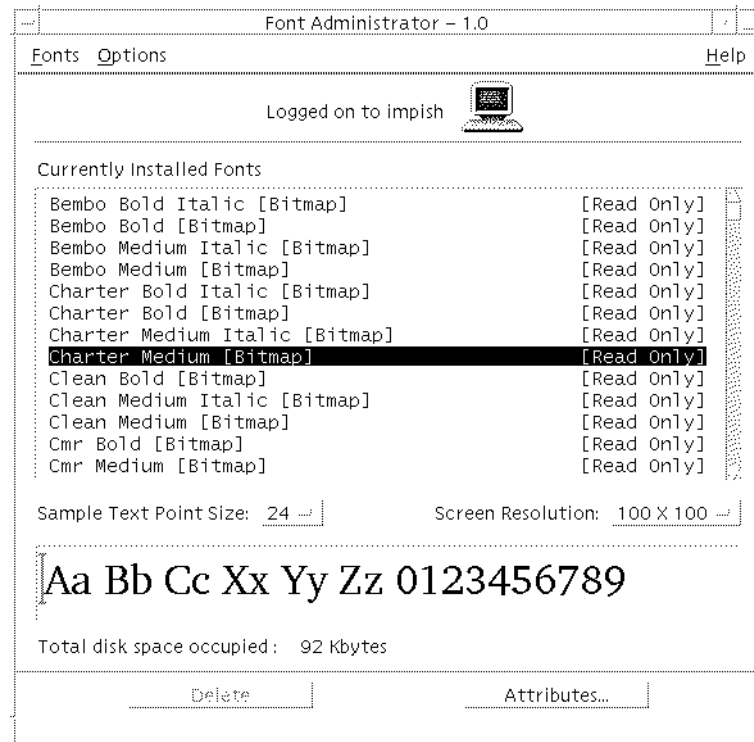 Font Administrator – 1.0
Fonts Options Help
Logged on to impish
Currently Installed Fonts
Bembo Bold Italic [Bitmap] [Read Only]
Bembo Bold [Bitmap] [Read Only]
Bembo Medium Italic [Bitmap] [Read Only]
Bembo Medium [Bitmap] [Read Only]
Charter Bold Italic [Bitmap] [Read Only]
Charter Bold [Bitmap] [Read Only]
Charter Medium Italic [Bitmap] [Read Only]
Charter Medium [Bitmap] [Read Only]
Clean Bold [Bitmap] [Read Only]
Clean Medium Italic [Bitmap] [Read Only]
Clean Medium [Bitmap] [Read Only]
Cmr Bold [Bitmap] [Read Only]
Cmr Medium [Bitmap] [Read Only]
Sample Text Point Size: 24 Screen Resolution: 100 X 100
Aa Bb Cc Xx Yy Zz 0123456789
Total disk space occupied : 92 Kbytes
Delete Attributes...